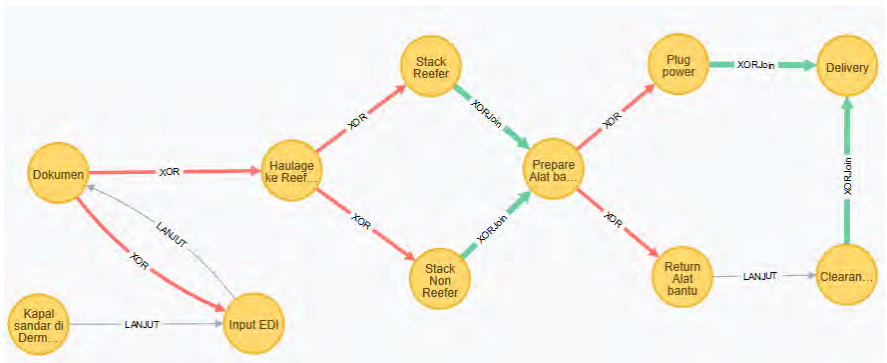 Stack
Reefer
Plug
power
XORJoin
Delivery
XOR
XORJoin
XOR
Dokumen
XOR
Haulage
ke Reef...
Prepare
Alat ba...
XORJoin
LANJUT
XOR
XOR
XORJoin
XOR
Stack
Non
Reefer
Return
Alat
bantu
LANJUT
Clearan...
Kapal
sandar di
Derm...
LANJUT
Input EDI